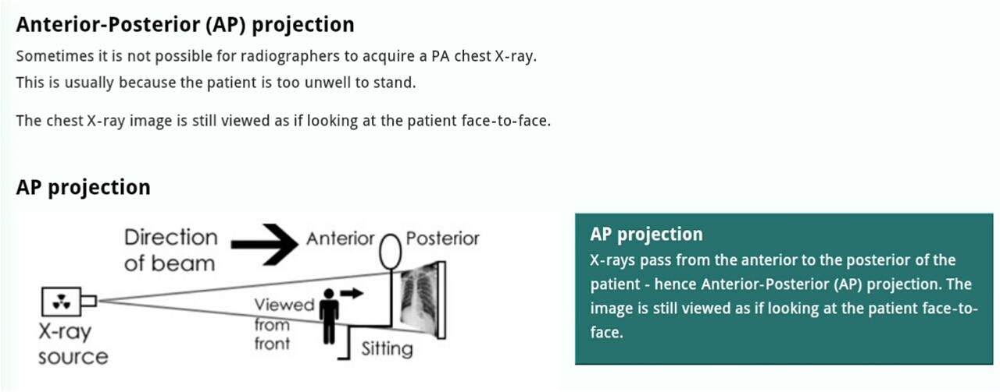 Anterior-Posterior (AP) projection
Sometimes it is not possible for radiographers to acquire a PA chest X-ray.
This is usually because the patient is too unwell to stand.
The chest X-ray image is still viewed as if looking at the patient face-to-face.
AP projection
Direction
of beam
Anterior
Posterior
Viewed
from
front
X-ray
source
Sitting
AP projection
X-rays pass from the anterior to the posterior of the
patient - hence Anterior-Posterior (AP) projection. The
image is still viewed as if looking at the patient face-to-
face.